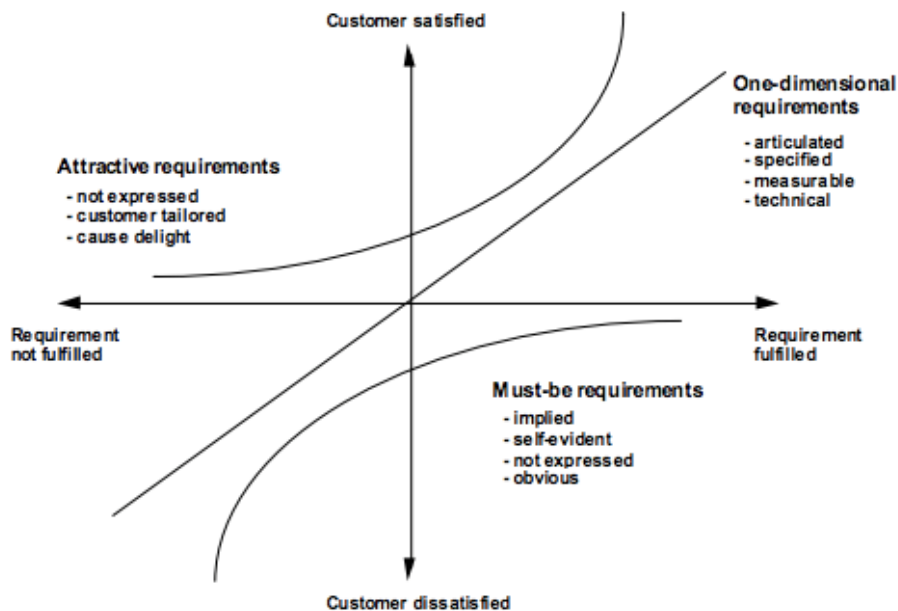 Customer satisfied
One-dimensional
requirements
- articulated
- specified
- measurable
- technical
Attractive requirements
- not expressed
- customer tailored
- cause delight
Requirement
not fulfilled
Requirement
fulfilled
Must-be requirements
- implied
- self-evident
- not expressed
- obvious
Customer dissatisfied